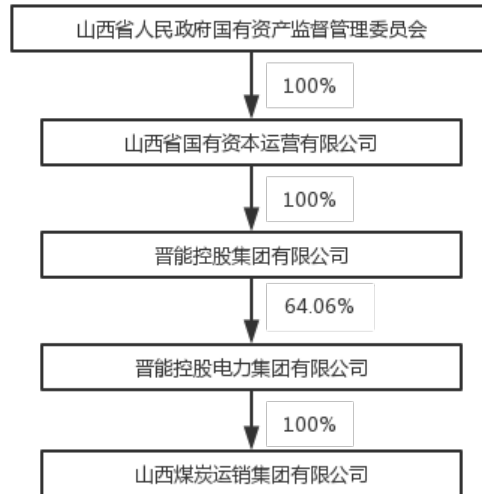 山西省人民政府国有资产监督管理委员会
100%
山西省国有资本运营有限公司
100%
晋能控股集团有限公司
64.06%
晋能控股电力集团有限公司
100%
山西煤炭运销集团有限公司